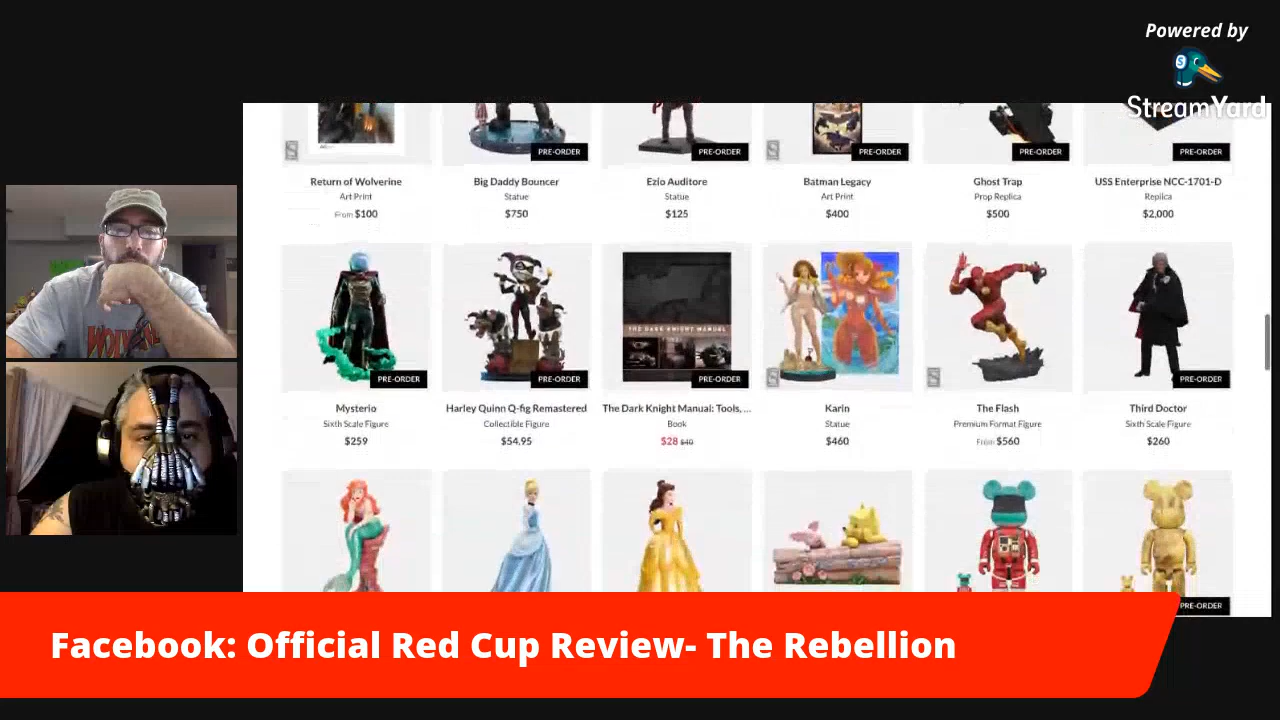 Powered by
StreamYard
PRE-ORDER
PRE-ORDER
PRE-ORDER
PRE-ORDER
PRE-ORDER
Return of Wolverine
Big Daddy Bouncer
Ezio Auditore
Batman Legacy
Ghost Trap
USS Enterprise NCC-1701-D
Art Print
Statue
Statue
Art Print
Prop Replica
Replica
From $100
$750
$125
$400
$500
$2,000
THE DARK KNIGHT MANUAL
PRE-ORDER
PRE-ORDER
PRE-ORDER
PRE-ORDER
Mysterio
Harley Quinn Q-fig Remastered
The Dark Knight Manual: Tools, ...
Karin
The Flash
Third Doctor
Sixth Scale Figure
Collectible Figure
Book
Statue
Premium Format Figure
Sixth Scale Figure
$259
$54.95
$28 $40
$460
From $560
$260
PRE-ORDER
Facebook: Official Red Cup Review- The Rebellion